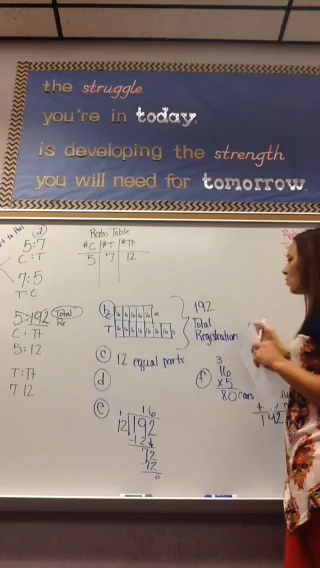 the struggle
you're in today,
is developing the strength
you will need for tomorrow.
a
5:7
C:T
7:5
T:C
5:192 Total
C:Tt
5:12
T:Tt
7 12
Ratio Table
#C #T #Tt
5 7 12
192
Total
Registration
c 12 equal parts
d
e
16
12 192
-12
72
-72
0
f
3
16
x5
80 cars